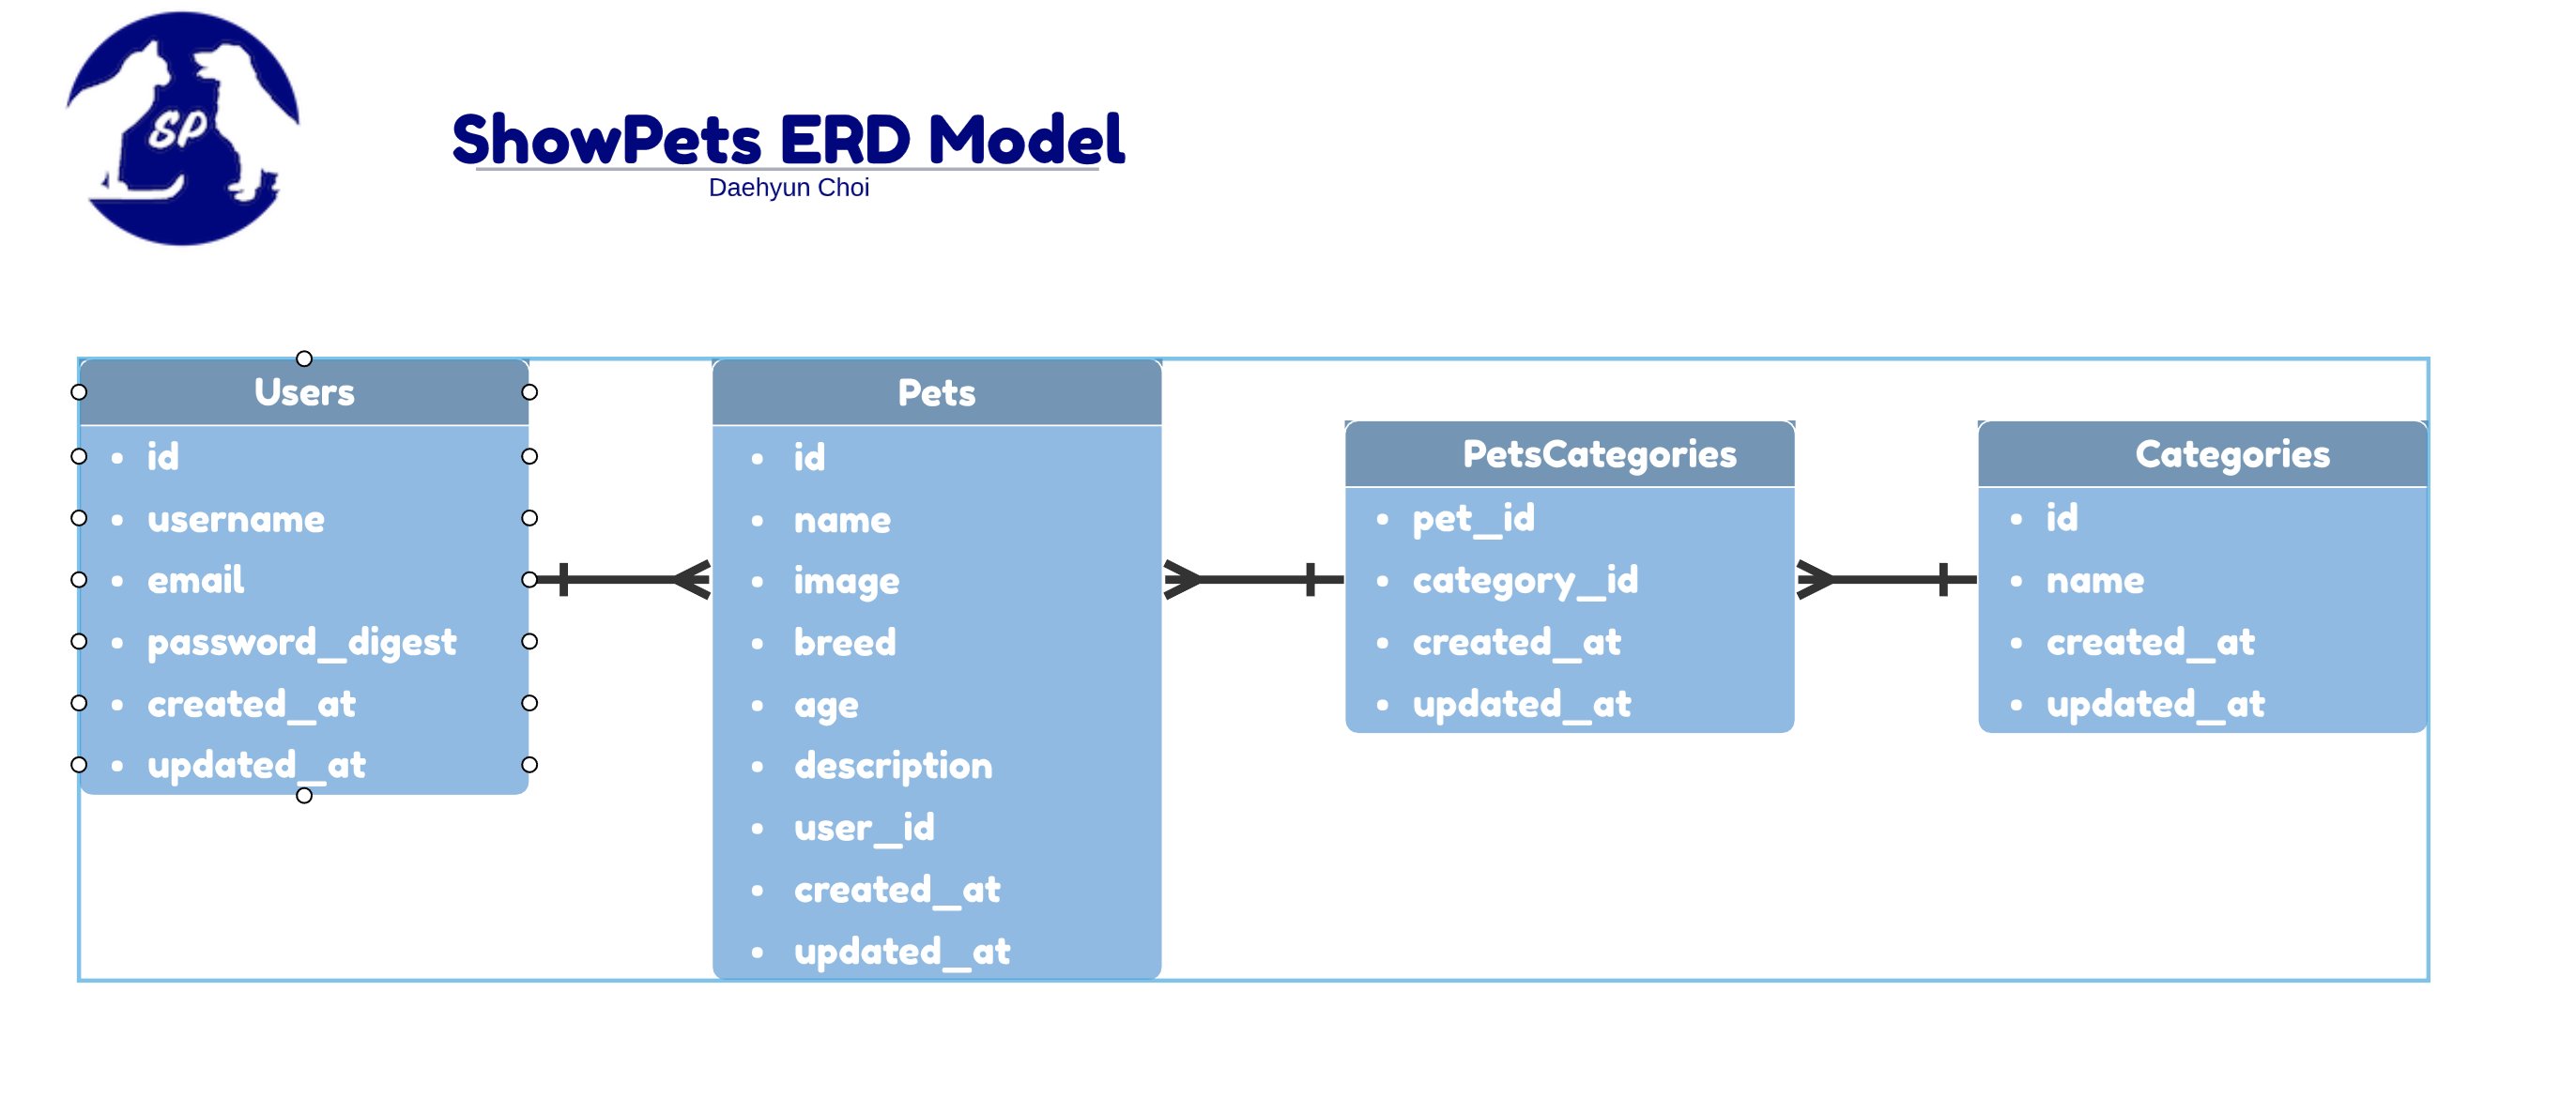 SP
ShowPets ERD Model
Daehyun Choi
Users
• id
• username
• email
• password_digest
• created_at
• updated_at
Pets
• id
• name
• image
• breed
• age
• description
• user_id
• created_at
• updated_at
PetsCategories
• pet_id
• category_id
• created_at
• updated_at
Categories
• id
• name
• created_at
• updated_at